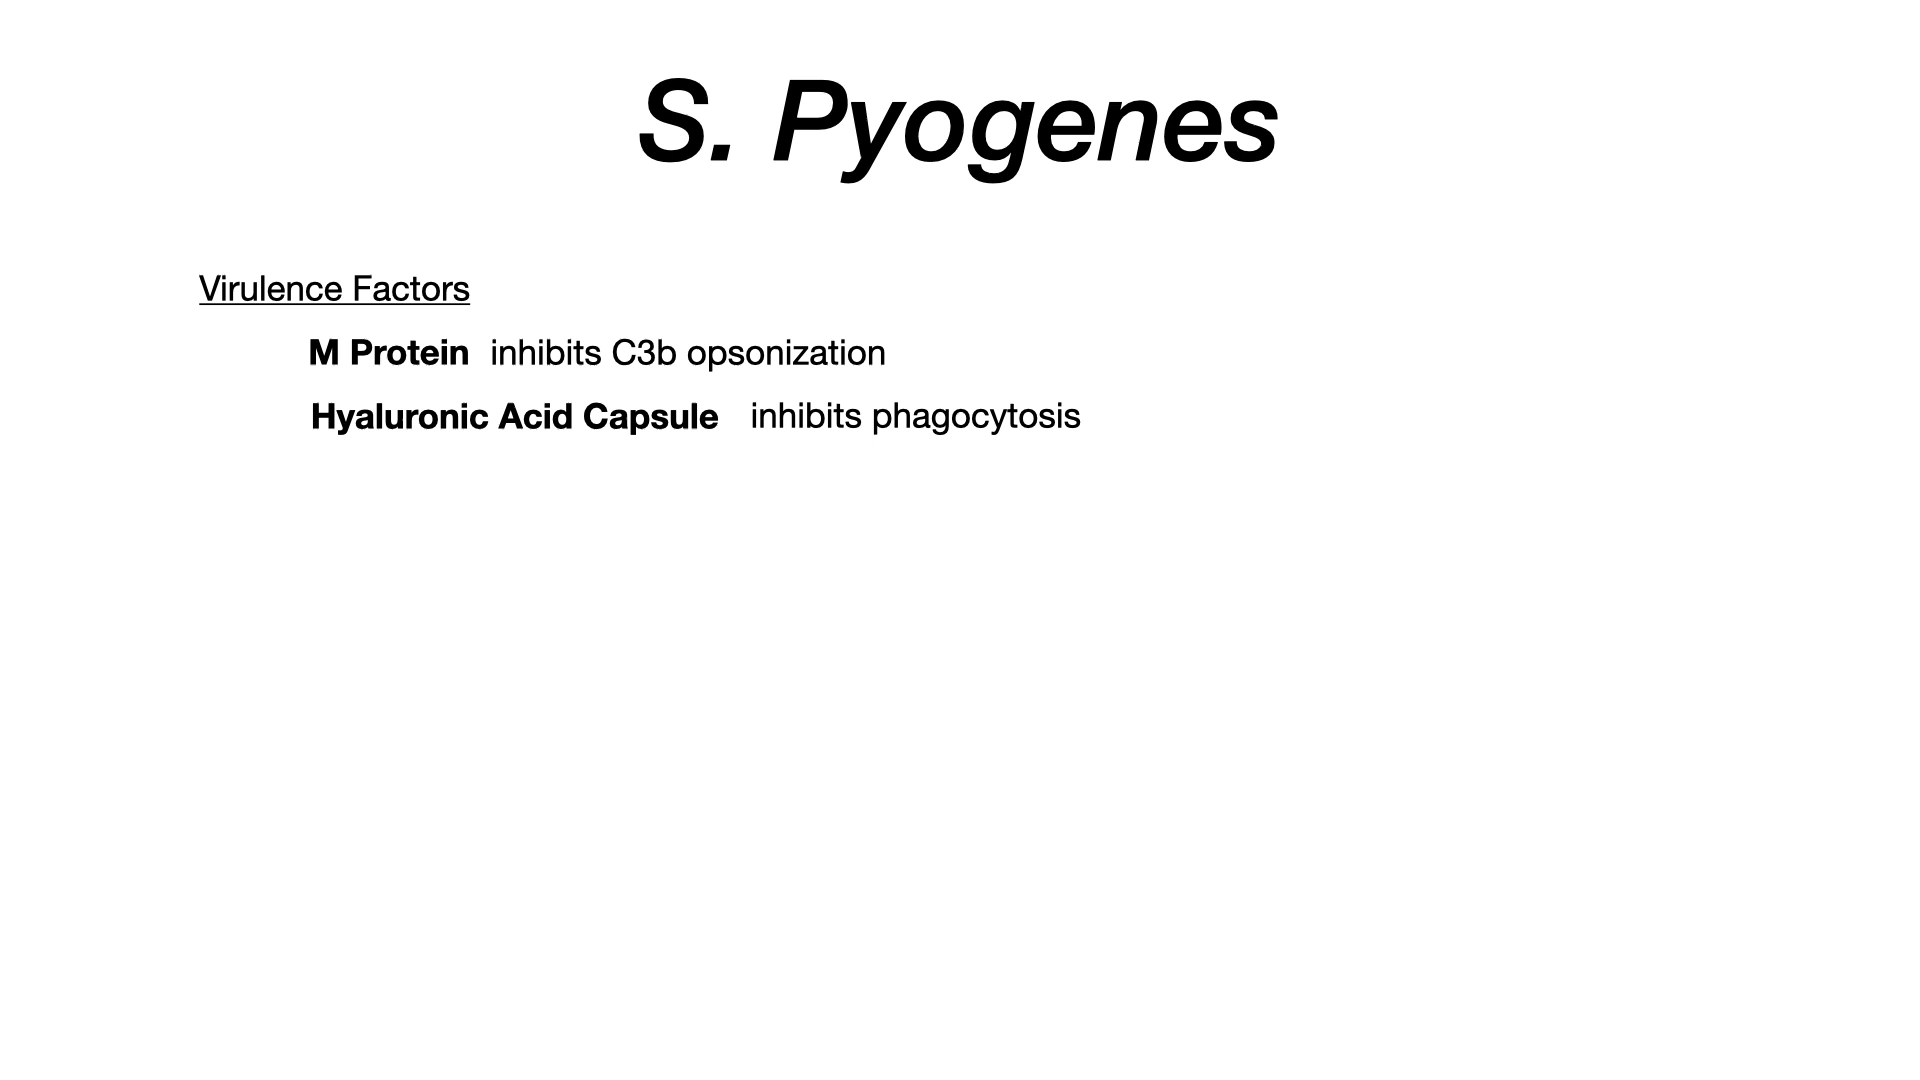 S. Pyogenes
Virulence Factors
M Protein inhibits C3b opsonization
Hyaluronic Acid Capsule inhibits phagocytosis